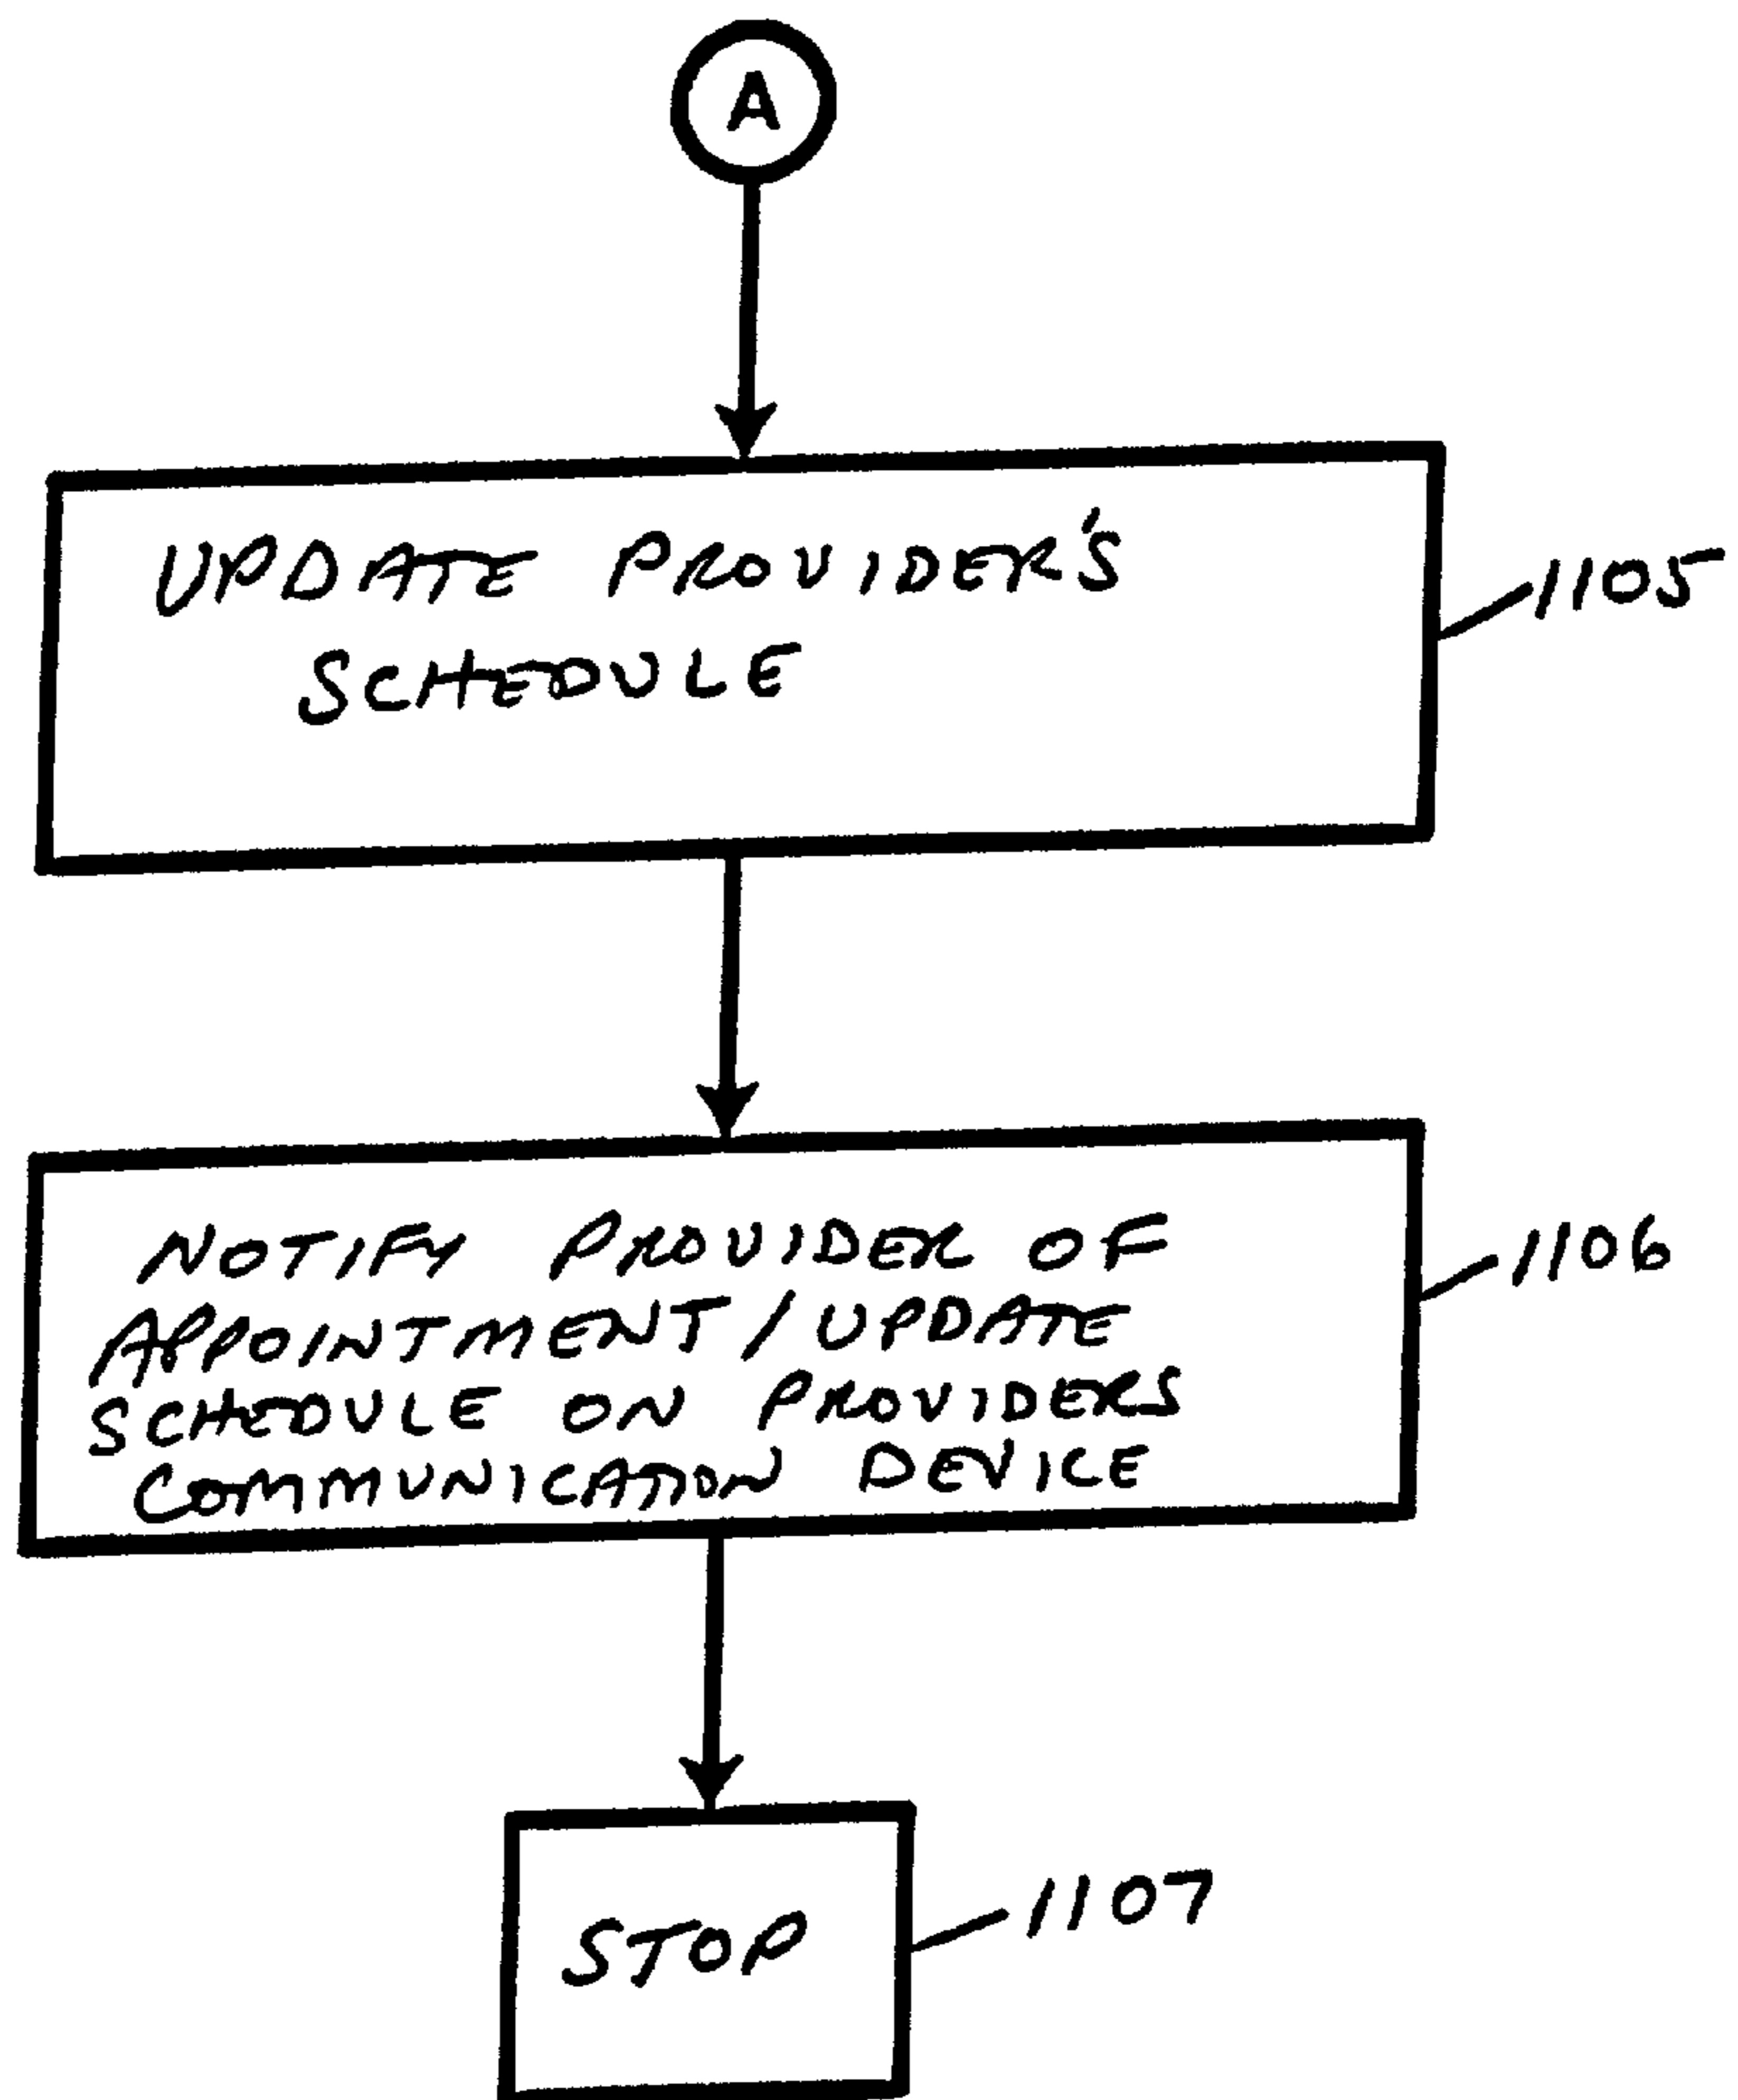 A
UPDATE PROVIDER'S
SCHEDULE
1105
NOTIFY PROVIDER OF
APPOINTMENT / UPDATE
SCHEDULE ON PROVIDERS
COMMUNICATION DEVICE
1106
STOP
1107